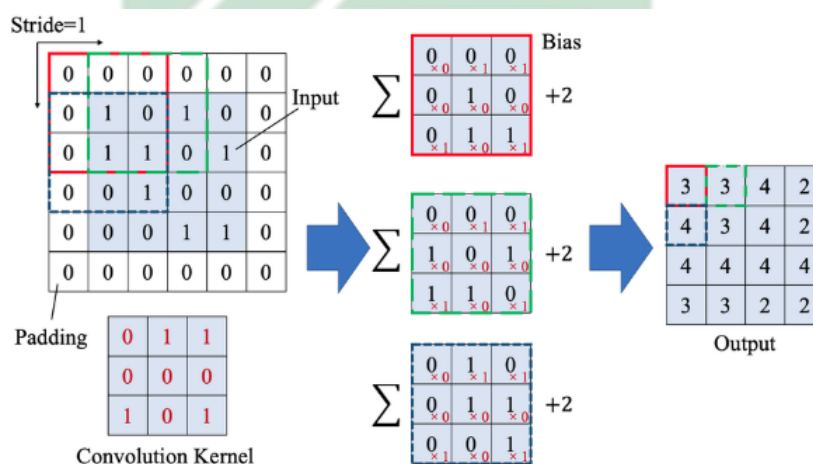 Stride=1
0 0 0 0 0 0
0 1 0 1 0 0
0 1 1 0 1 0
0 0 1 0 0 0
0 0 0 1 1 0
0 0 0 0 0 0
Input
Padding
0 1 1
0 0 0
1 0 1
Convolution Kernel
Bias
∑
0×0 0×1 0×1
0×0 1×0 0×0
0×1 1×0 1×1
+2
∑
0×0 0×1 0×1
1×0 0×0 1×0
1×1 1×0 0×1
+2
∑
0×0 1×1 0×1
0×0 1×0 1×0
0×1 0×0 1×1
+2
3 3 4 2
4 3 4 2
4 4 4 4
3 3 2 2
Output